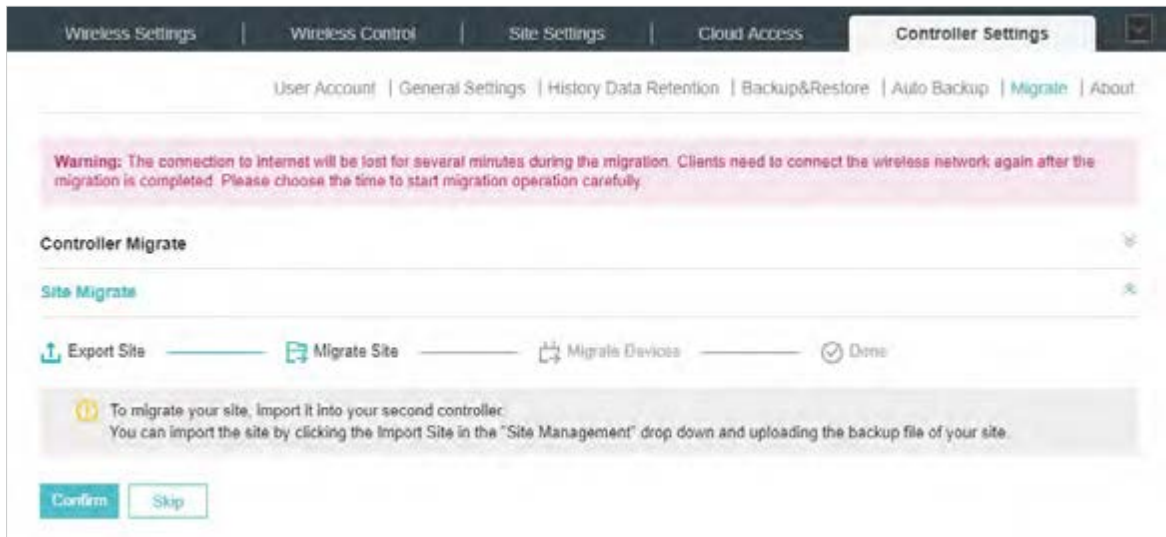 Wireless Settings | Wireless Control | Site Settings | Cloud Access Controller Settings
User Account | General Settings | History Data Retention | Backup&Restore | Auto Backup | Migrate | About
Warning: The connection to internet will be lost for several minutes during the migration. Clients need to connect the wireless network again after the
migration is completed. Please choose the time to start migration operation carefully.
Controller Migrate
Site Migrate
Export Site Migrate Site Migrate Devices Done
To migrate your site, import it into your second controller.
You can import the site by clicking the Import Site in the "Site Management" drop down and uploading the backup file of your site.
Confirm Skip